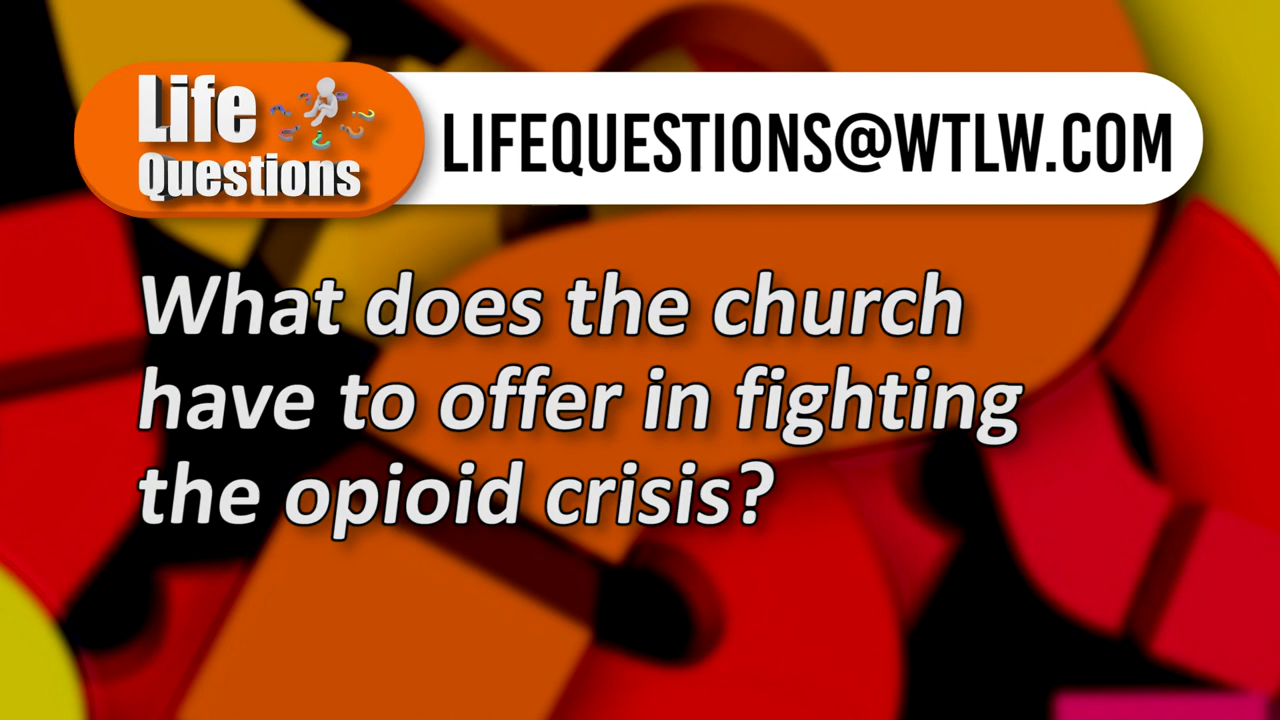 Life
Questions
LIFEQUESTIONS@WTLW.COM
What does the church
have to offer in fighting
the opioid crisis?